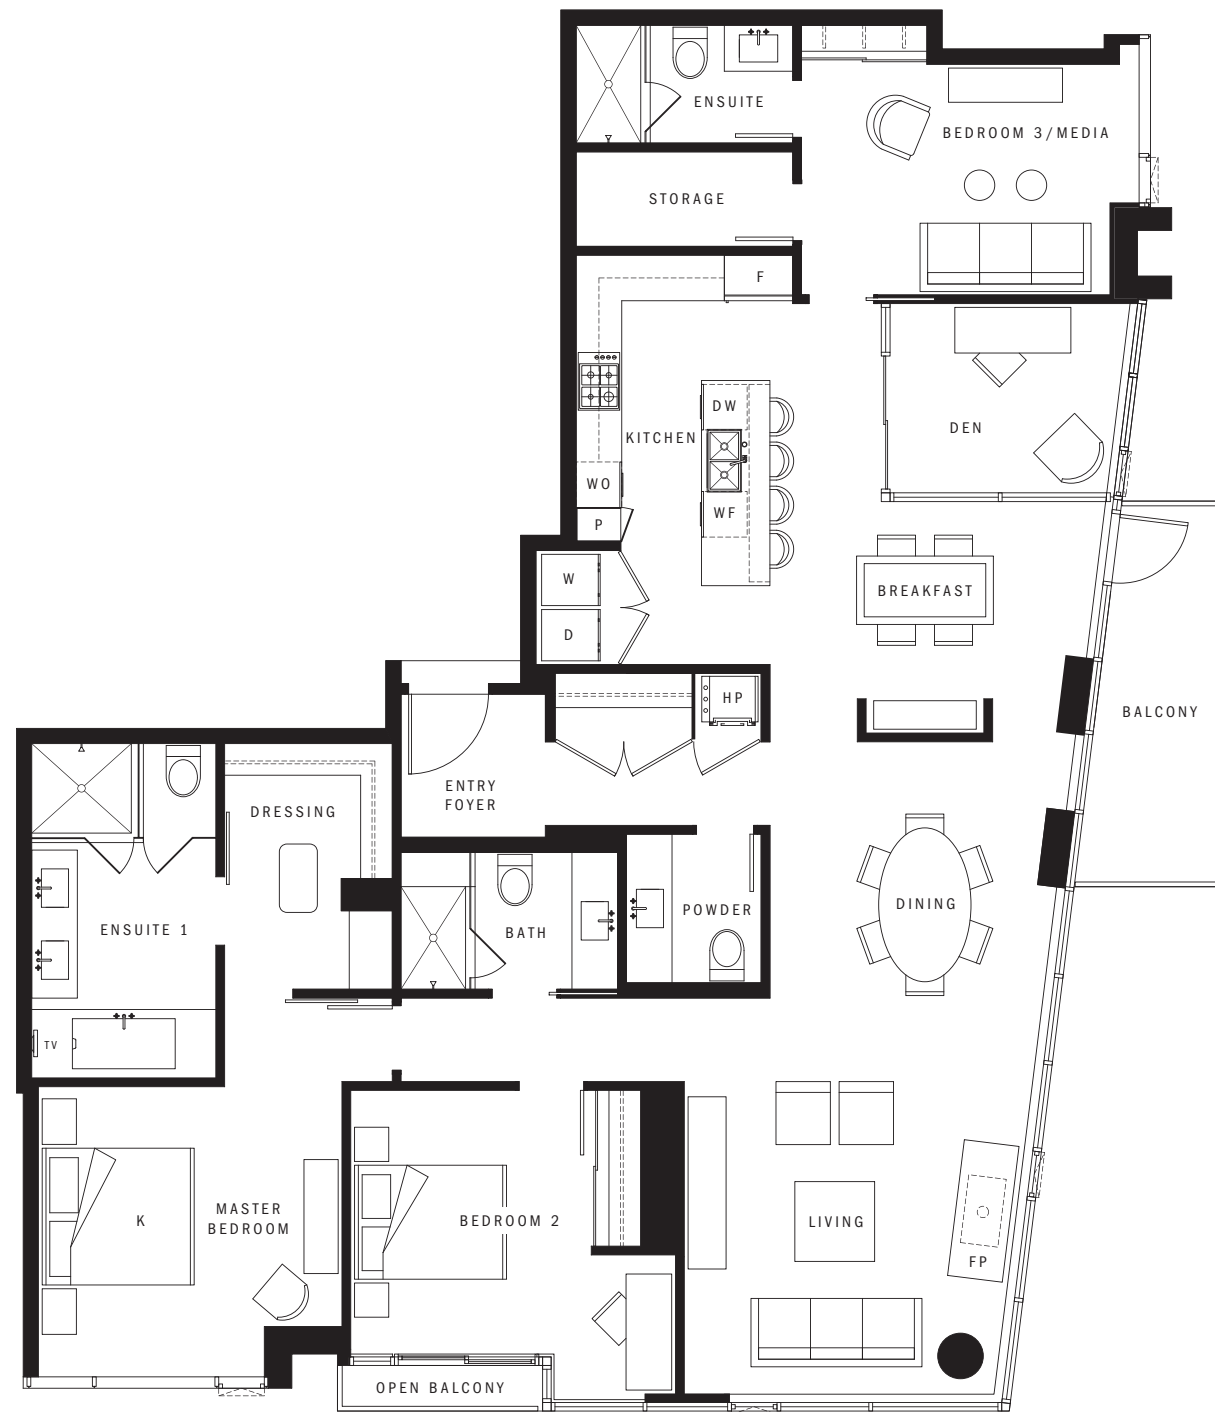 ENSUITE
BEDROOM 3/MEDIA
STORAGE
F
DW
KITCHEN
DEN
WO
WF
P
W
BREAKFAST
D
HP
BALCONY
ENTRY
FOYER
DRESSING
DINING
POWDER
ENSUITE 1
BATH
TV
MASTER
BEDROOM
K
BEDROOM 2
LIVING
FP
OPEN BALCONY